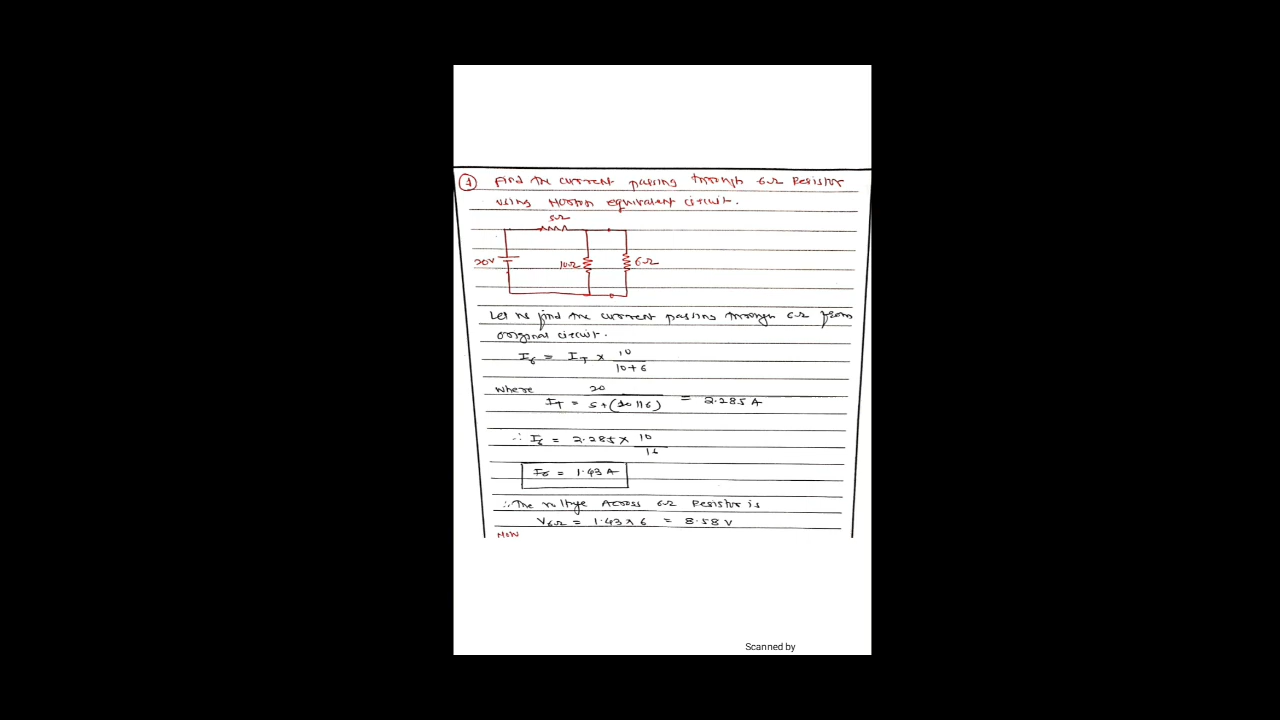 1 Find the current passing through 6Ω Resistor
using Norton equivalent circuit.
5Ω
20V
10Ω
6Ω
Let us find the current passing through 6Ω from
original circuit.
I6 = IT × 10/10+6
where
IT = 20/5+(10||6) = 2.285 A
∴ I6 = 2.285 × 10/16
I6 = 1.43 A
∴ The voltage Across 6Ω Resistor is
V6Ω = 1.43 × 6 = 8.58 V
Now
Scanned by